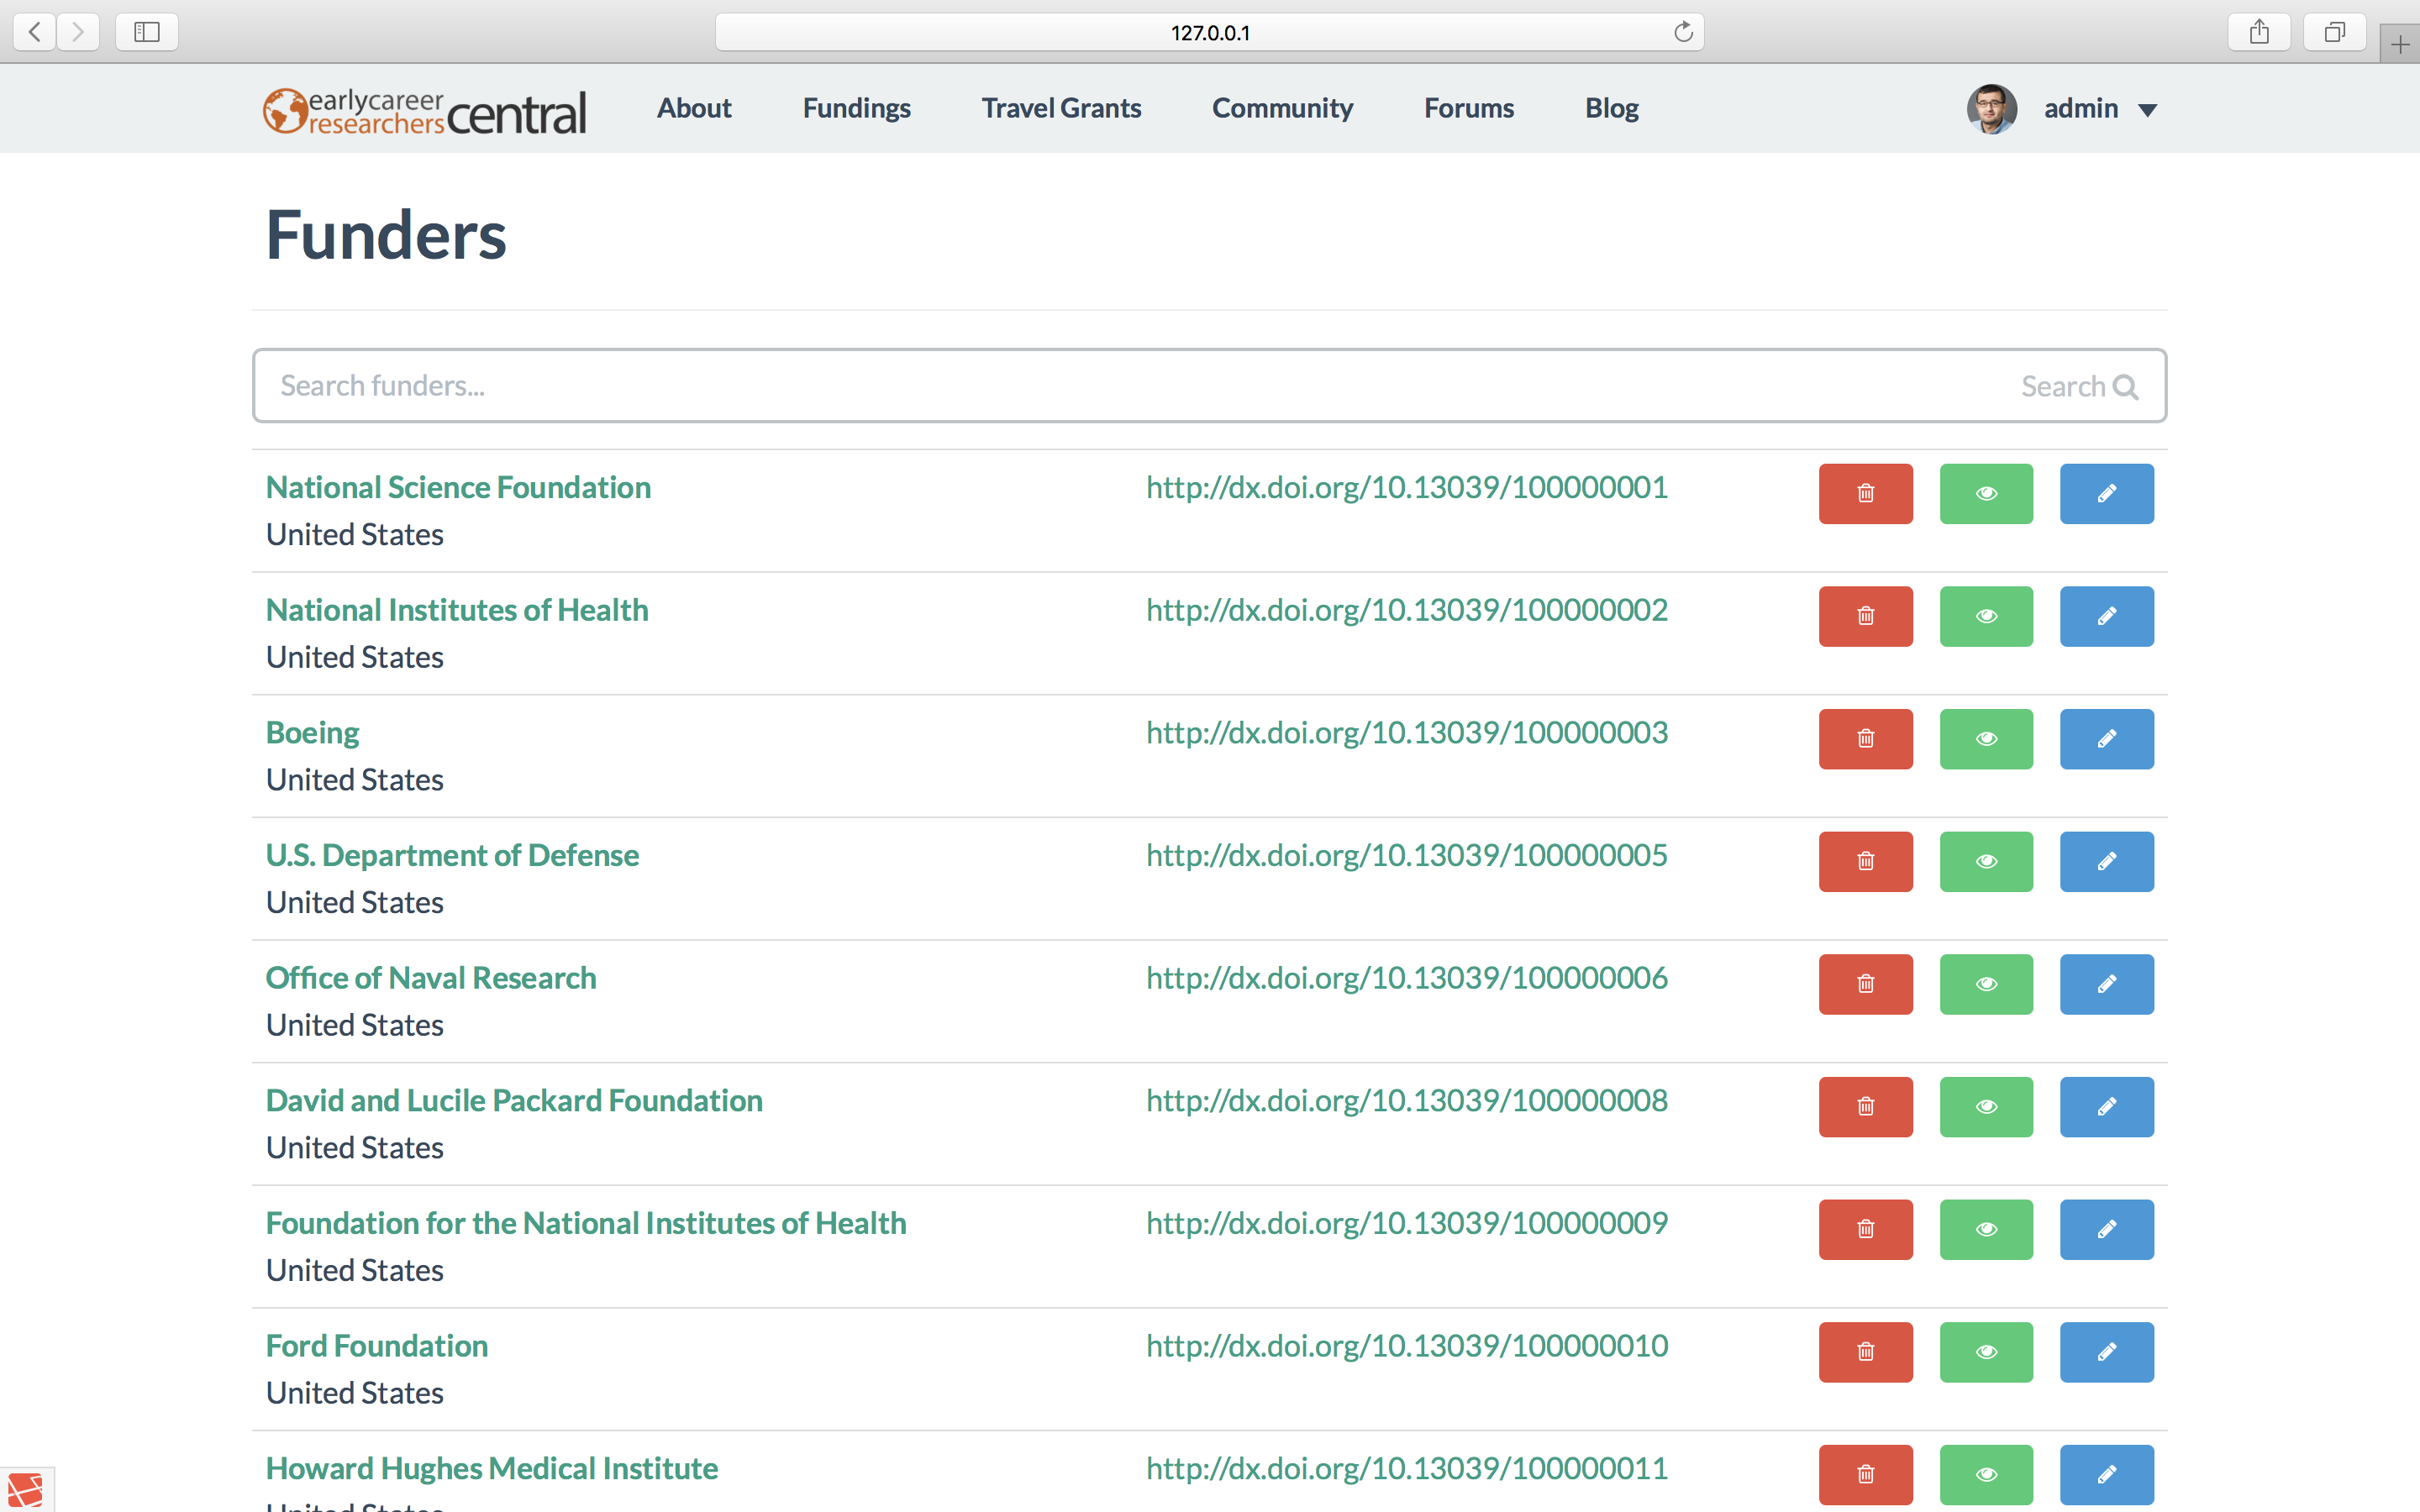 127.0.0.1
earlycareer
researchers central
About Fundings Travel Grants Community Forums Blog admin
Funders
Search funders... Search
National Science Foundation http://dx.doi.org/10.13039/100000001
United States
National Institutes of Health http://dx.doi.org/10.13039/100000002
United States
Boeing http://dx.doi.org/10.13039/100000003
United States
U.S. Department of Defense http://dx.doi.org/10.13039/100000005
United States
Office of Naval Research http://dx.doi.org/10.13039/100000006
United States
David and Lucile Packard Foundation http://dx.doi.org/10.13039/100000008
United States
Foundation for the National Institutes of Health http://dx.doi.org/10.13039/100000009
United States
Ford Foundation http://dx.doi.org/10.13039/100000010
United States
Howard Hughes Medical Institute http://dx.doi.org/10.13039/100000011
United States